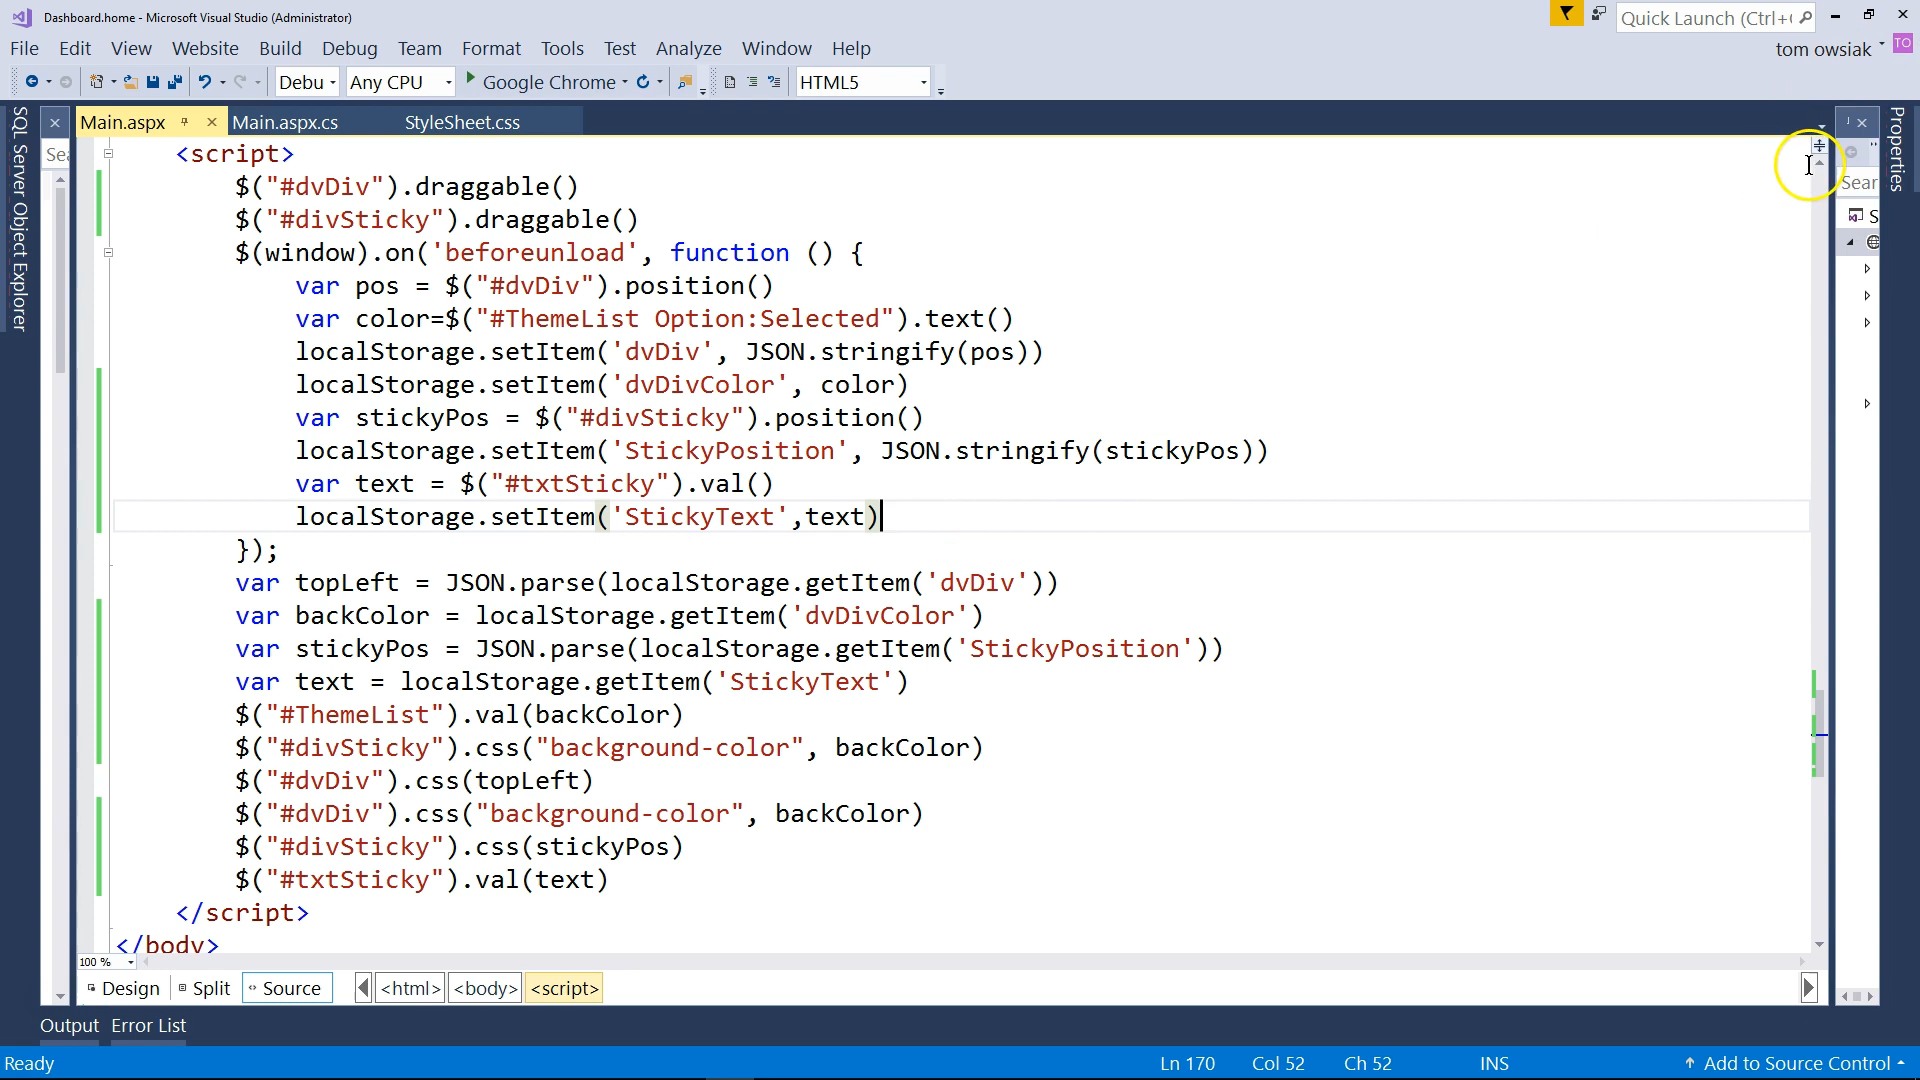 Dashboard.home - Microsoft Visual Studio (Administrator)
Quick Launch (Ctrl+
File Edit View Website Build Debug Team Format Tools Test Analyze Window Help
tom owsiak
TO
Debu Any CPU Google Chrome HTML5
Main.aspx Main.aspx.cs StyleSheet.css
SQL Server Object Explorer
Properties
Sea
Sear
S
<script>
$("#dvDiv").draggable()
$("#divSticky").draggable()
$(window).on('beforeunload', function () {
var pos = $("#dvDiv").position()
var color=$("#ThemeList Option:Selected").text()
localStorage.setItem('dvDiv', JSON.stringify(pos))
localStorage.setItem('dvDivColor', color)
var stickyPos = $("#divSticky").position()
localStorage.setItem('StickyPosition', JSON.stringify(stickyPos))
var text = $("#txtSticky").val()
localStorage.setItem('StickyText',text)
});
var topLeft = JSON.parse(localStorage.getItem('dvDiv'))
var backColor = localStorage.getItem('dvDivColor')
var stickyPos = JSON.parse(localStorage.getItem('StickyPosition'))
var text = localStorage.getItem('StickyText')
$("#ThemeList").val(backColor)
$("#divSticky").css("background-color", backColor)
$("#dvDiv").css(topLeft)
$("#dvDiv").css("background-color", backColor)
$("#divSticky").css(stickyPos)
$("#txtSticky").val(text)
</script>
</body>
100 %
Design Split Source <html> <body> <script>
Output Error List
Ready Ln 170 Col 52 Ch 52 INS Add to Source Control